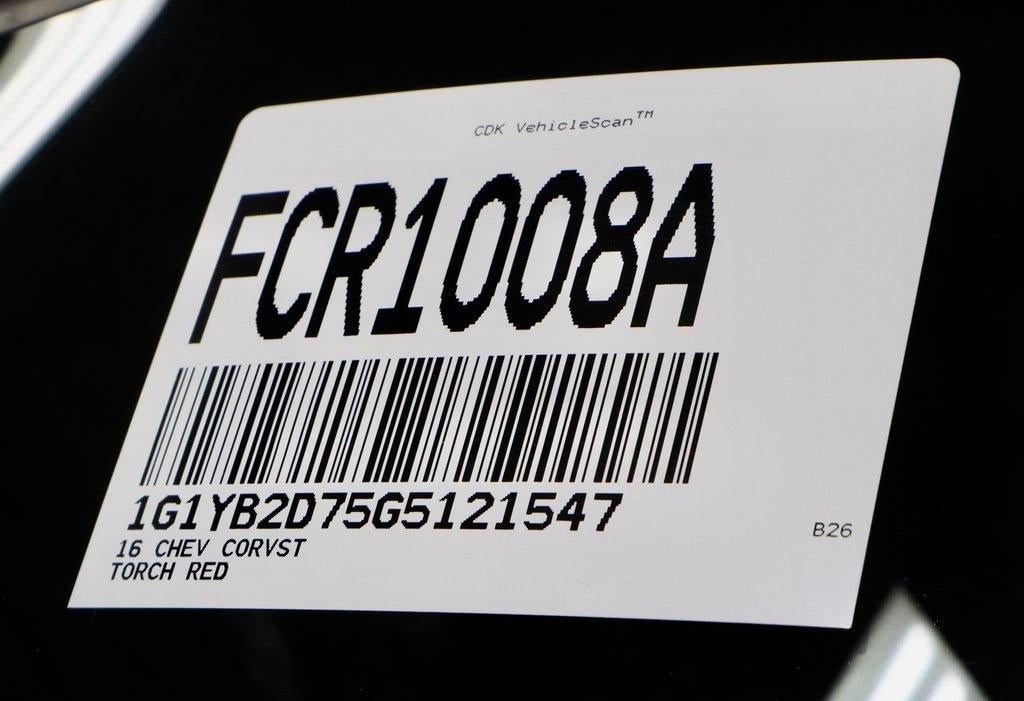 CDK VehicleScan™
FCR1008A
1G1YB2D75G5121547
16 CHEV CORVST
TORCH RED
B26